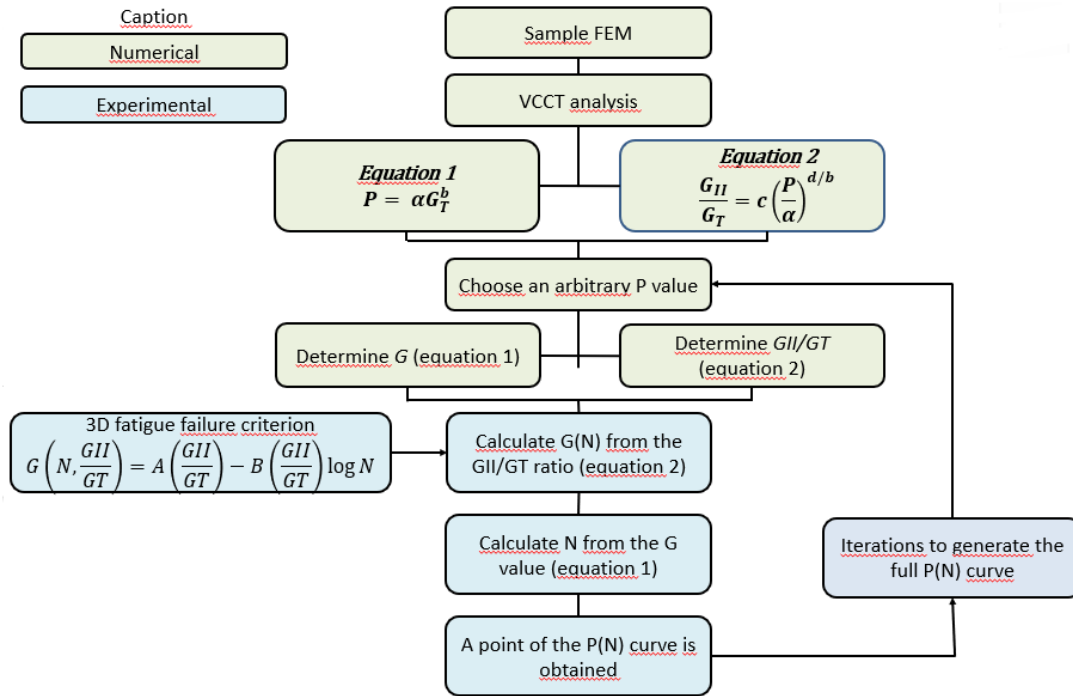 Caption
Numerical
Experimental
Sample FEM
VCCT analysis
Equation 1
P = αG_T^b
Equation 2
G_II/G_T = c(P/α)^{d/b}
Choose an arbitrary P value
Determine G (equation 1)
Determine GII/GT
(equation 2)
3D fatigue failure criterion
G(N, GII/GT) = A(GII/GT) − B(GII/GT) log N
Calculate G(N) from the
GII/GT ratio (equation 2)
Calculate N from the G
value (equation 1)
Iterations to generate the
full P(N) curve
A point of the P(N) curve is
obtained